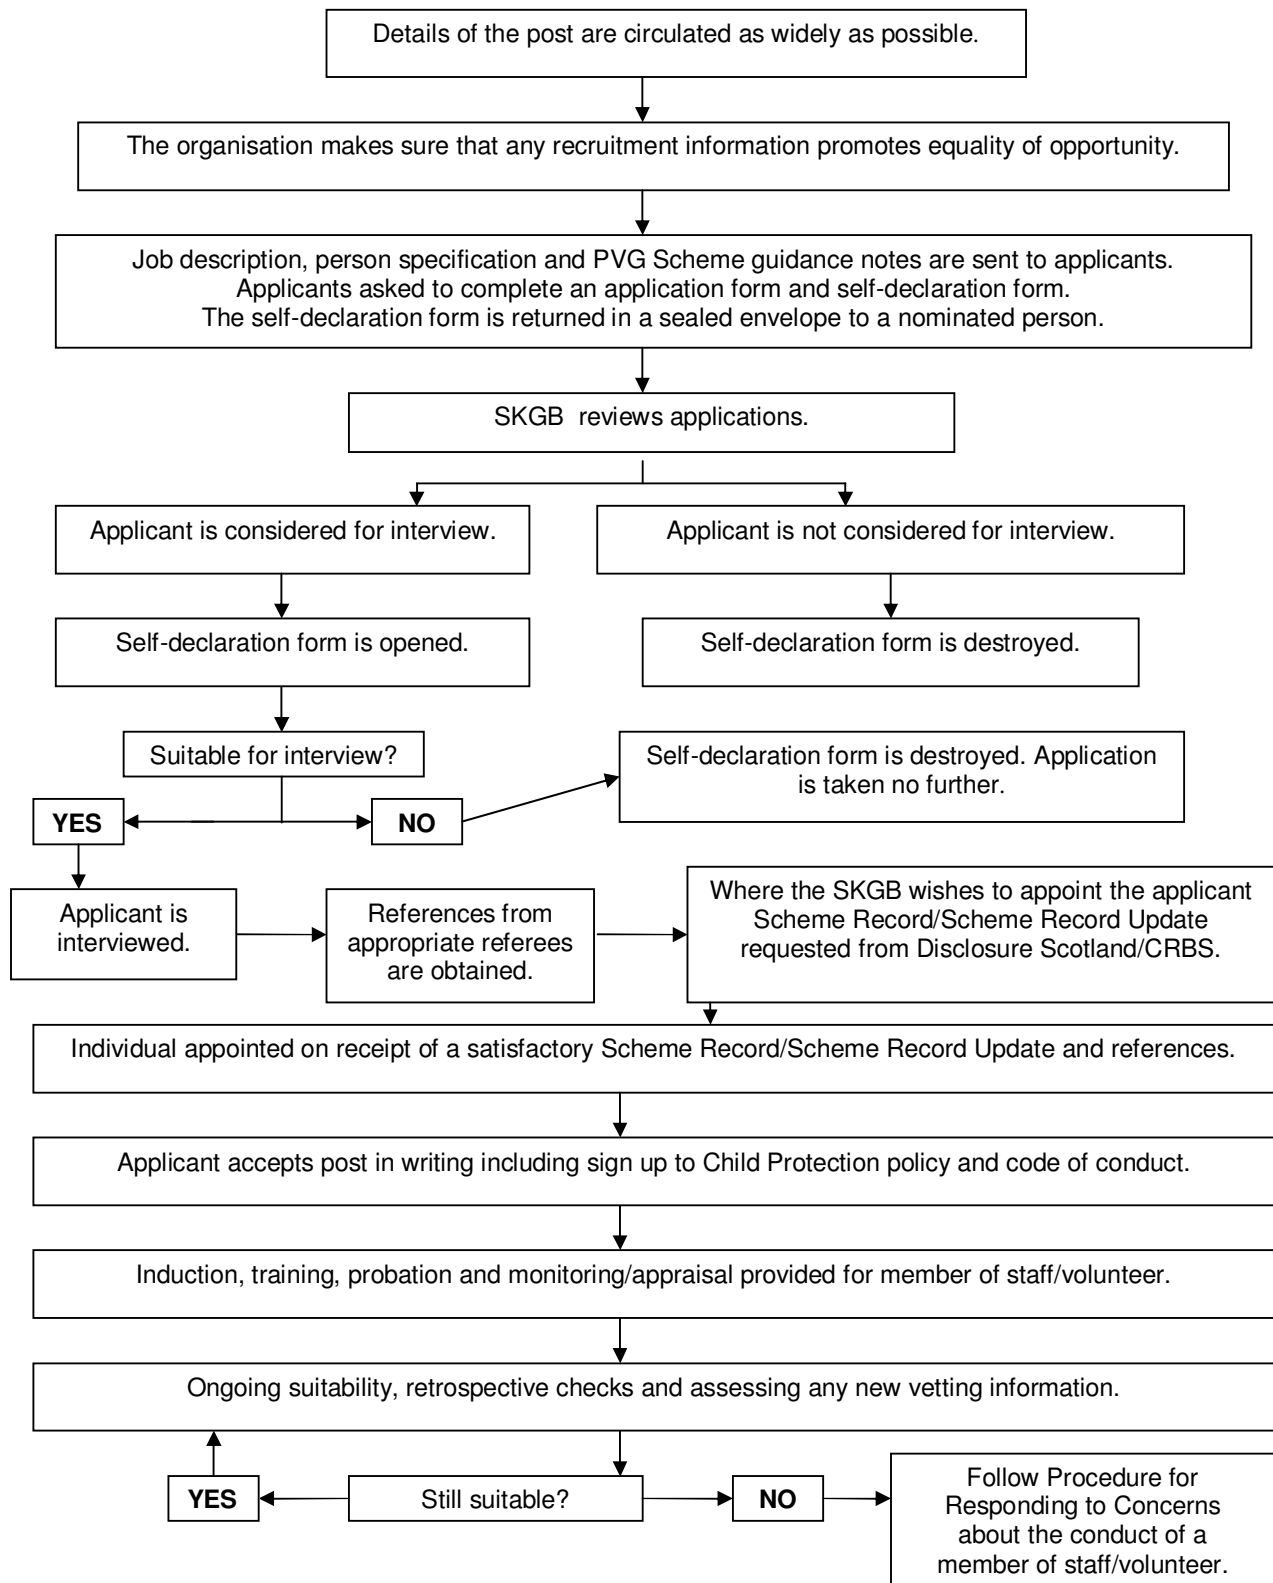 Details of the post are circulated as widely as possible.
The organisation makes sure that any recruitment information promotes equality of opportunity.
Job description, person specification and PVG Scheme guidance notes are sent to applicants.
Applicants asked to complete an application form and self-declaration form.
The self-declaration form is returned in a sealed envelope to a nominated person.
SKGB reviews applications.
Applicant is considered for interview.
Applicant is not considered for interview.
Self-declaration form is opened.
Self-declaration form is destroyed.
Suitable for interview?
Self-declaration form is destroyed. Application
is taken no further.
YES
NO
Applicant is
interviewed.
References from
appropriate referees
are obtained.
Where the SKGB wishes to appoint the applicant
Scheme Record/Scheme Record Update
requested from Disclosure Scotland/CRBS.
Individual appointed on receipt of a satisfactory Scheme Record/Scheme Record Update and references.
Applicant accepts post in writing including sign up to Child Protection policy and code of conduct.
Induction, training, probation and monitoring/appraisal provided for member of staff/volunteer.
Ongoing suitability, retrospective checks and assessing any new vetting information.
YES
Still suitable?
NO
Follow Procedure for
Responding to Concerns
about the conduct of a
member of staff/volunteer.